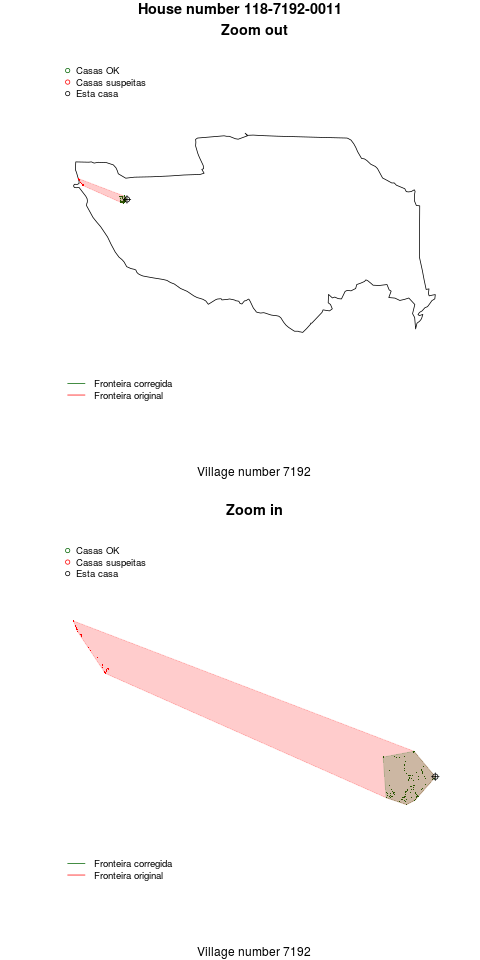 House number 118-7192-0011
Zoom out
Casas OK
Casas suspeitas
Esta casa
Fronteira corregida
Fronteira original
Village number 7192
Zoom in
Casas OK
Casas suspeitas
Esta casa
Fronteira corregida
Fronteira original
Village number 7192